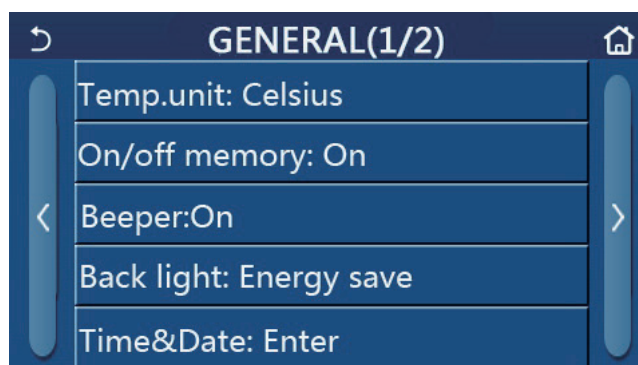 GENERAL(1/2)
Temp.unit: Celsius
On/off memory: On
Beeper:On
Back light: Energy save
Time&Date: Enter